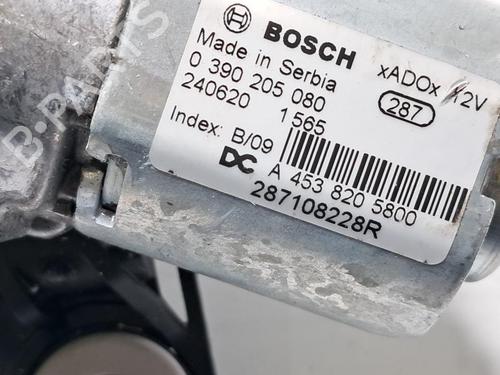 BOSCH
Made in Serbia xADOx 12V
0 390 205 080 287
240620 1565
Index: B/09
DC A 453 820 5800
287108228R
B-PARTS